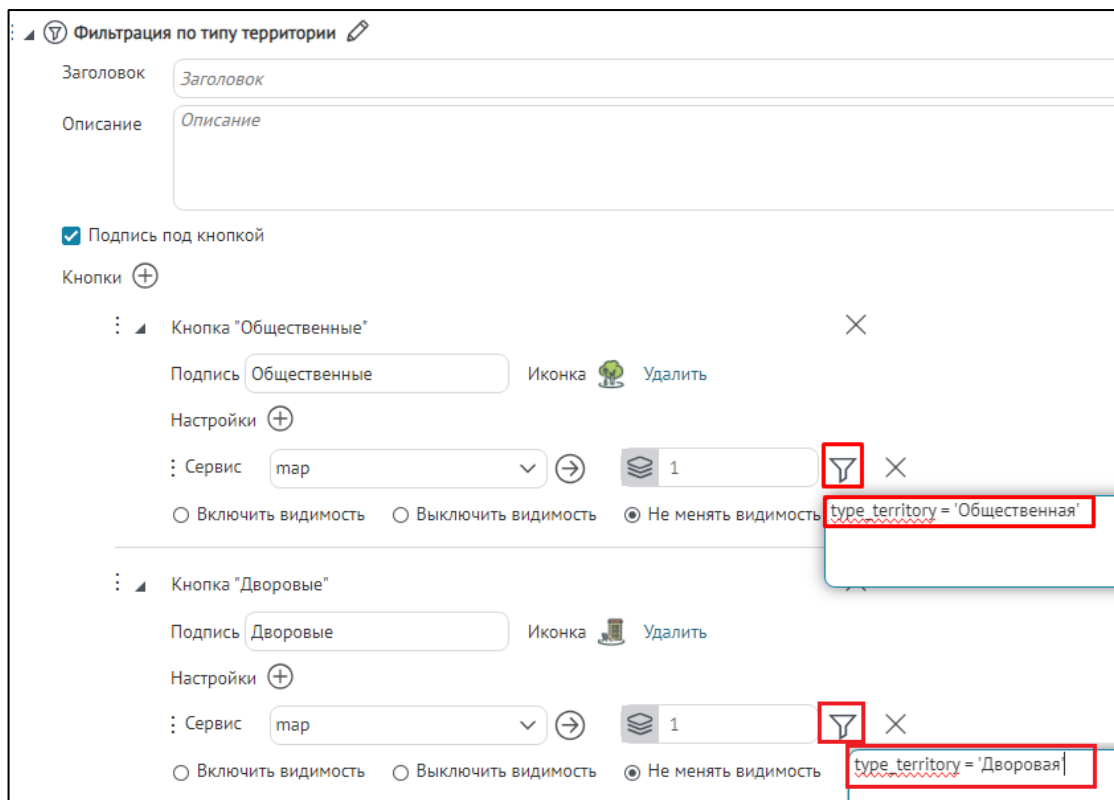 Фильтрация по типу территории
Заголовок Заголовок
Описание Описание
Подпись под кнопкой
Кнопки
Кнопка "Общественные"
Подпись Общественные Иконка Удалить
Настройки
Сервис map 1
Включить видимость Выключить видимость Не менять видимость type_territory = 'Общественная'
Кнопка "Дворовые"
Подпись Дворовые Иконка Удалить
Настройки
Сервис map 1
Включить видимость Выключить видимость Не менять видимость type_territory = 'Дворовая'